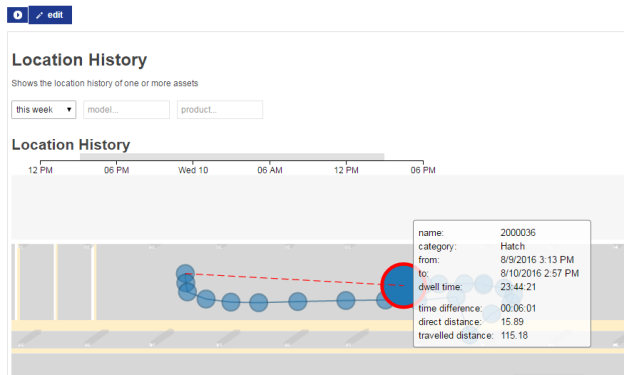 edit
Location History
Shows the location history of one or more assets
this week model... product...
Location History
12 PM 06 PM Wed 10 06 AM 12 PM 06 PM
name: 2000036
category: Hatch
from: 8/9/2016 3:13 PM
to: 8/10/2016 2:57 PM
dwell time: 23:44:21
time difference: 00:06:01
direct distance: 15.89
travelled distance: 115.18